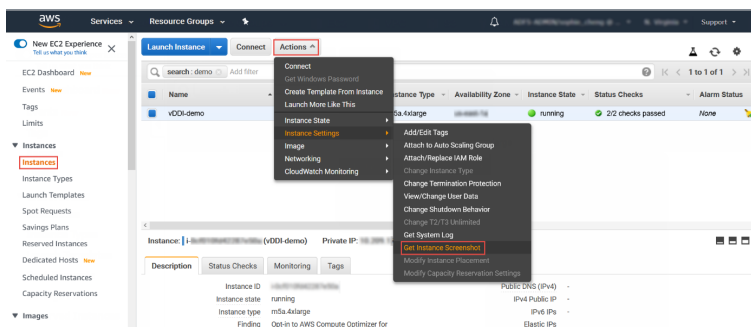 aws Services Resource Groups Support
New EC2 Experience
Tell us what you think
EC2 Dashboard New
Events New
Tags
Limits
Instances
Instances
Instance Types
Launch Templates
Spot Requests
Savings Plans
Reserved Instances
Dedicated Hosts New
Scheduled Instances
Capacity Reservations
Images
Launch Instance Connect Actions
search : demo Add filter 1 to 1 of 1
Name stance Type Availability Zone Instance State Status Checks Alarm Status
vDDI-demo 5a.4xlarge running 2/2 checks passed None
Connect
Get Windows Password
Create Template From Instance
Launch More Like This
Instance State
Instance Settings
Image
Networking
CloudWatch Monitoring
Add/Edit Tags
Attach to Auto Scaling Group
Attach/Replace IAM Role
Change Instance Type
Change Termination Protection
View/Change User Data
Change Shutdown Behavior
Change T2/T3 Unlimited
Get System Log
Get Instance Screenshot
Modify Instance Placement
Modify Capacity Reservation Settings
Instance: i- (vDDI-demo) Private IP:
Description Status Checks Monitoring Tags
Instance ID Public DNS (IPv4) -
Instance state running IPv4 Public IP -
Instance type m5a.4xlarge IPv6 IPs -
Finding Opt-in to AWS Compute Optimizer for Elastic IPs